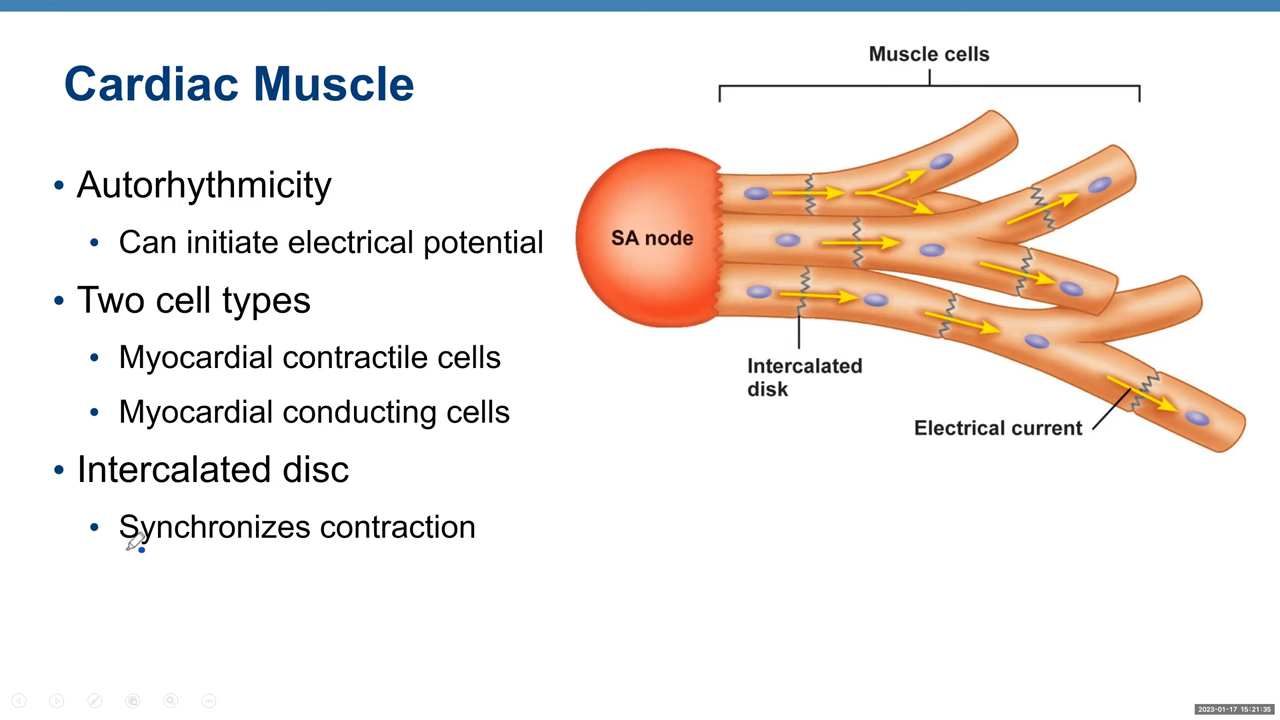 Cardiac Muscle
• Autorhythmicity
• Can initiate electrical potential
• Two cell types
• Myocardial contractile cells
• Myocardial conducting cells
• Intercalated disc
• Synchronizes contraction
Muscle cells
SA node
Intercalated
disk
Electrical current
2023-01-17 15:21:35